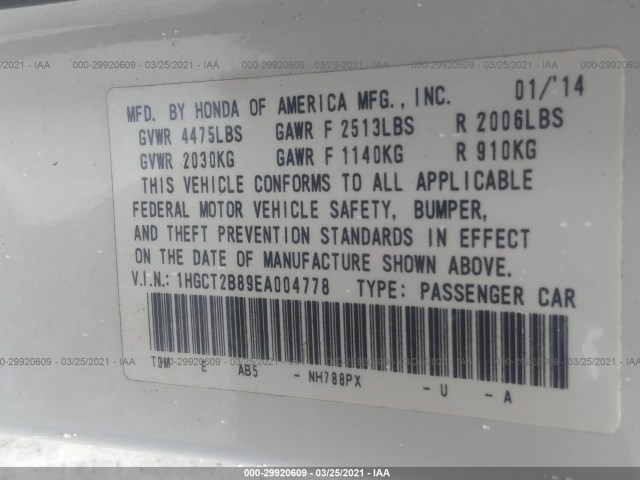 000-29920609 - 03/25/2021 - IAA
MFD. BY HONDA OF AMERICA MFG., INC. 01/'14
GVWR 4475LBS GAWR F 2513LBS R 2006LBS
GVWR 2030KG GAWR F 1140KG R 910KG
THIS VEHICLE CONFORMS TO ALL APPLICABLE
FEDERAL MOTOR VEHICLE SAFETY, BUMPER,
AND THEFT PREVENTION STANDARDS IN EFFECT
ON THE DATE OF MANUFACTURE SHOWN ABOVE.
V.I.N.: 1HGCT2B89EA004778 TYPE: PASSENGER CAR
E AB5 - NH788PX - U - A
000-29920609 - 03/25/2021 - IAA